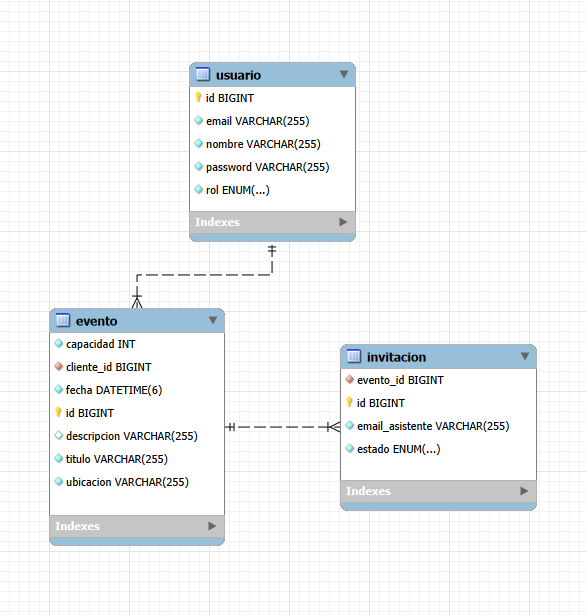 usuario
id BIGINT
email VARCHAR(255)
nombre VARCHAR(255)
password VARCHAR(255)
rol ENUM(...)
Indexes
evento
capacidad INT
cliente_id BIGINT
fecha DATETIME(6)
id BIGINT
descripcion VARCHAR(255)
titulo VARCHAR(255)
ubicacion VARCHAR(255)
Indexes
invitacion
evento_id BIGINT
id BIGINT
email_asistente VARCHAR(255)
estado ENUM(...)
Indexes